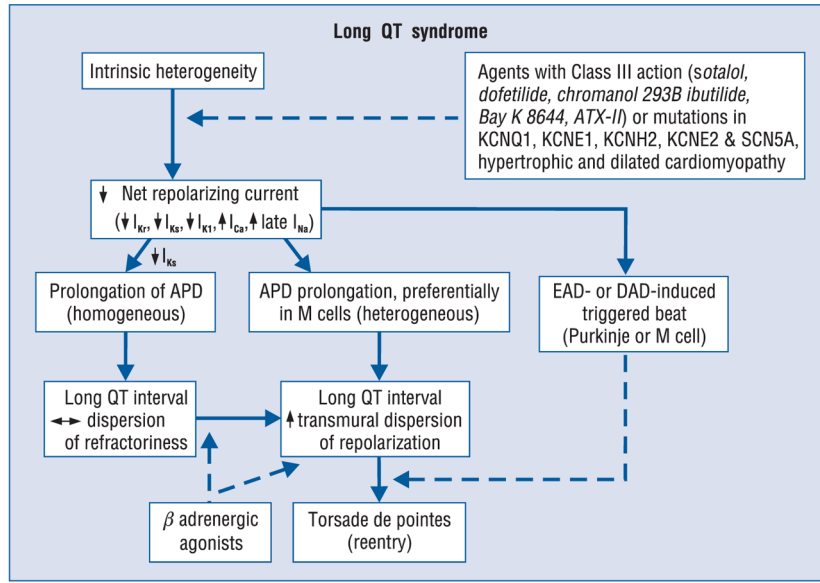 Long QT syndrome
Intrinsic heterogeneity
Agents with Class III action (sotalol,
dofetilide, chromanol 293B ibutilide,
Bay K 8644, ATX-II) or mutations in
KCNQ1, KCNE1, KCNH2, KCNE2 & SCN5A,
hypertrophic and dilated cardiomyopathy
↓ Net repolarizing current
(↓IKr, ↓IKs, ↓IK1, ↑ICa, ↑ late INa)
↓IKs
Prolongation of APD
(homogeneous)
APD prolongation, preferentially
in M cells (heterogeneous)
EAD- or DAD-induced
triggered beat
(Purkinje or M cell)
Long QT interval
↔ dispersion
of refractoriness
Long QT interval
↑ transmural dispersion
of repolarization
β adrenergic
agonists
Torsade de pointes
(reentry)